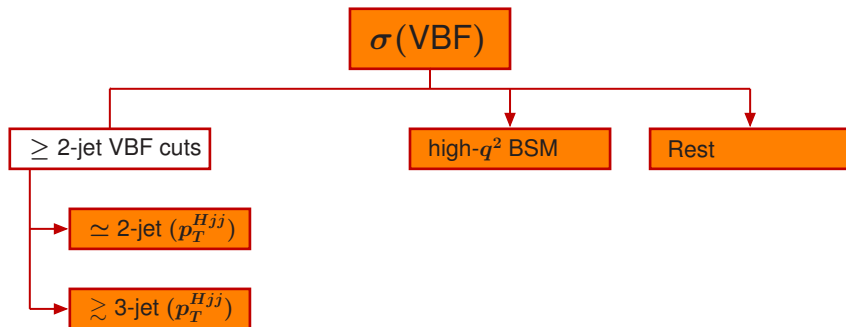 σ(VBF)
≥ 2-jet VBF cuts
high-q² BSM
Rest
≃ 2-jet (p_T^{Hjj})
≳ 3-jet (p_T^{Hjj})